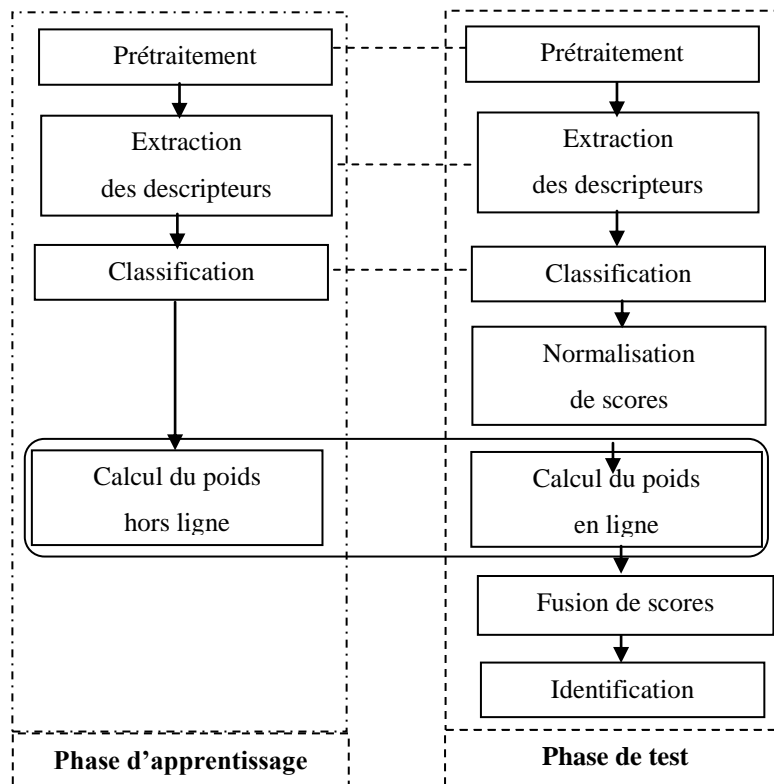 Prétraitement
Extraction
des descripteurs
Classification
Calcul du poids
hors ligne
Phase d'apprentissage
Prétraitement
Extraction
des descripteurs
Classification
Normalisation
de scores
Calcul du poids
en ligne
Fusion de scores
Identification
Phase de test